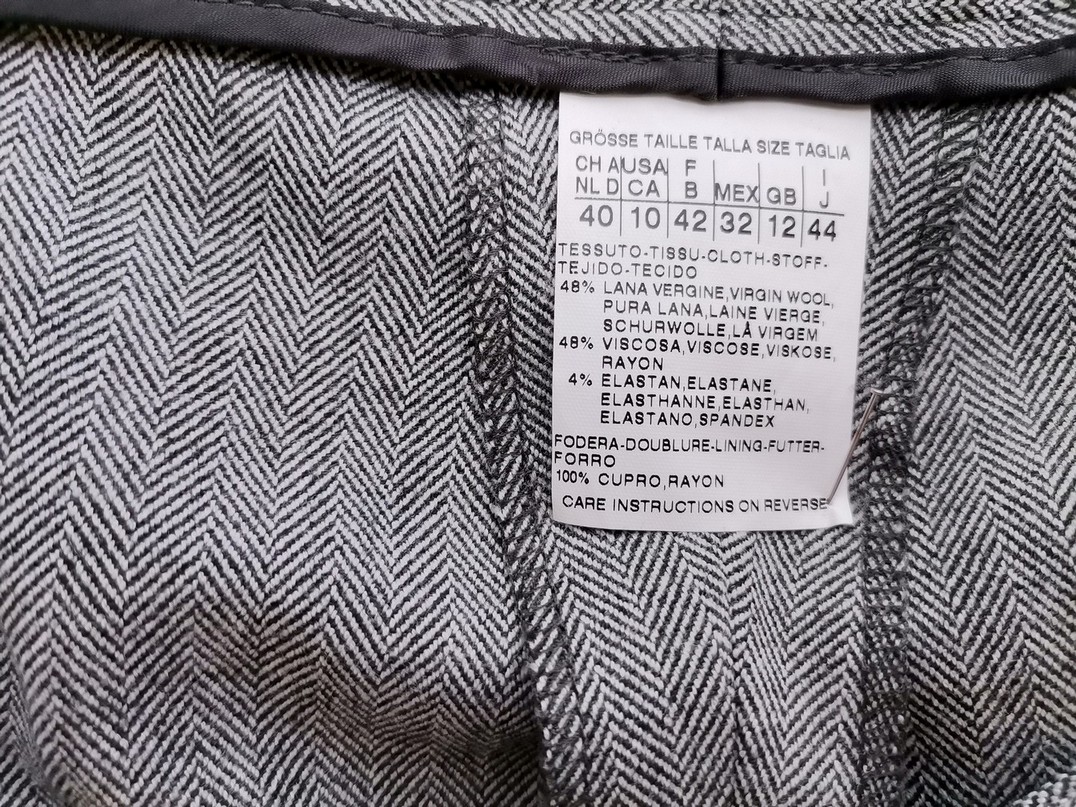 GRÖSSE TAILLE TALLA SIZE TAGLIA
CH A USA F I
NL D CA B MEX GB J
40 10 42 32 12 44
TESSUTO-TISSU-CLOTH-STOFF-
TEJIDO-TECIDO
48% LANA VERGINE,VIRGIN WOOL,
PURA LANA,LAINE VIERGE,
SCHURWOLLE,LÅ VIRGEM
48% VISCOSA,VISCOSE,VISKOSE,
RAYON
4% ELASTAN,ELASTANE,
ELASTHANNE,ELASTHAN,
ELASTANO,SPANDEX
FODERA-DOUBLURE-LINING-FUTTER-
FORRO
100% CUPRO,RAYON
CARE INSTRUCTIONS ON REVERSE